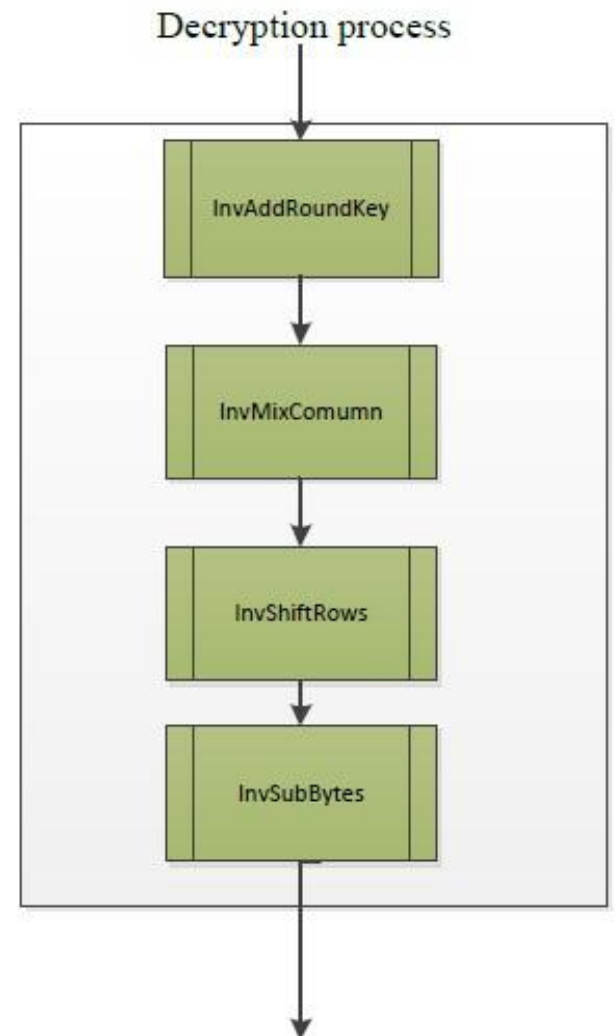 Decryption process
InvAddRoundKey
InvMixComumn
InvShiftRows
InvSubBytes